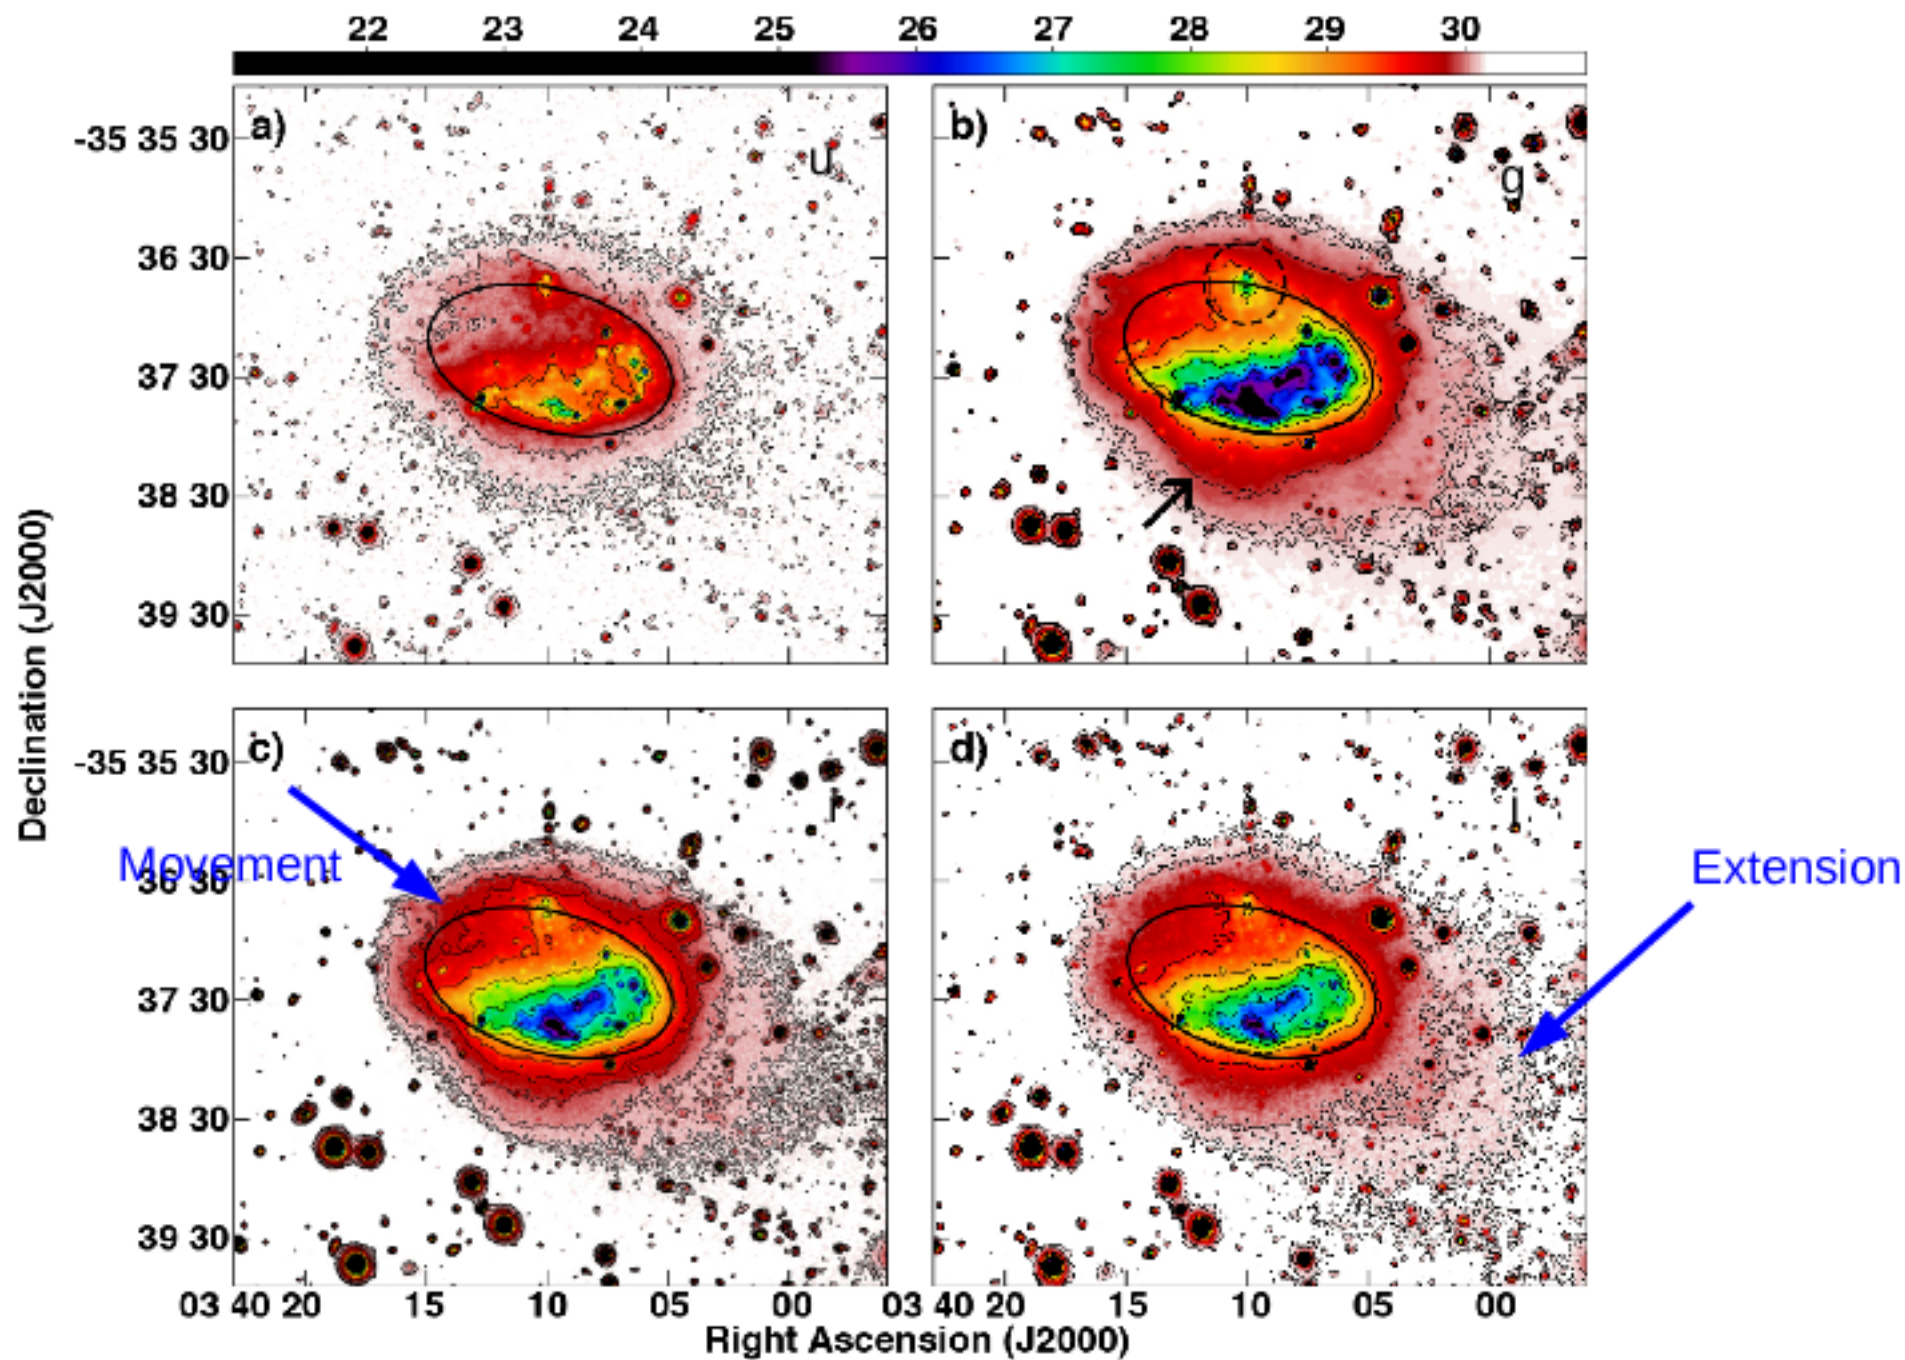 22 23 24 25 26 27 28 29 30
a) u
b) g
-35 35 30
36 30
37 30
38 30
39 30
c) r
d) i
-35 35 30
Movement
36 30
Extension
37 30
38 30
39 30
Declination (J2000)
03 40 20 15 10 05 00 03 40 20 15 10 05 00
Right Ascension (J2000)